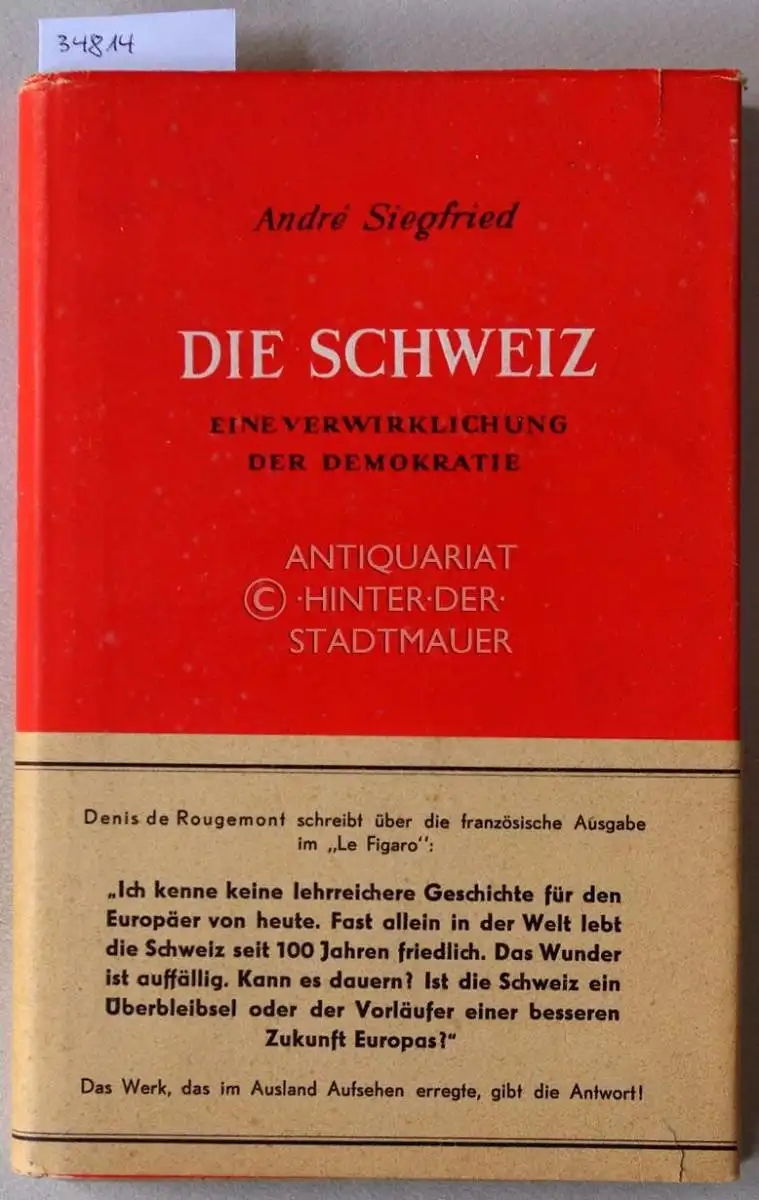 34814
André Siegfried
DIE SCHWEIZ
EINE VERWIRKLICHUNG
DER DEMOKRATIE
ANTIQUARIAT
© ·HINTER·DER·
STADTMAUER
Denis de Rougemont schreibt über die französische Ausgabe
im „Le Figaro":
„Ich kenne keine lehrreichere Geschichte für den
Europäer von heute. Fast allein in der Welt lebt
die Schweiz seit 100 Jahren friedlich. Das Wunder
ist auffällig. Kann es dauern? Ist die Schweiz ein
Überbleibsel oder der Vorläufer einer besseren
Zukunft Europas?"
Das Werk, das im Ausland Aufsehen erregte, gibt die Antwort!